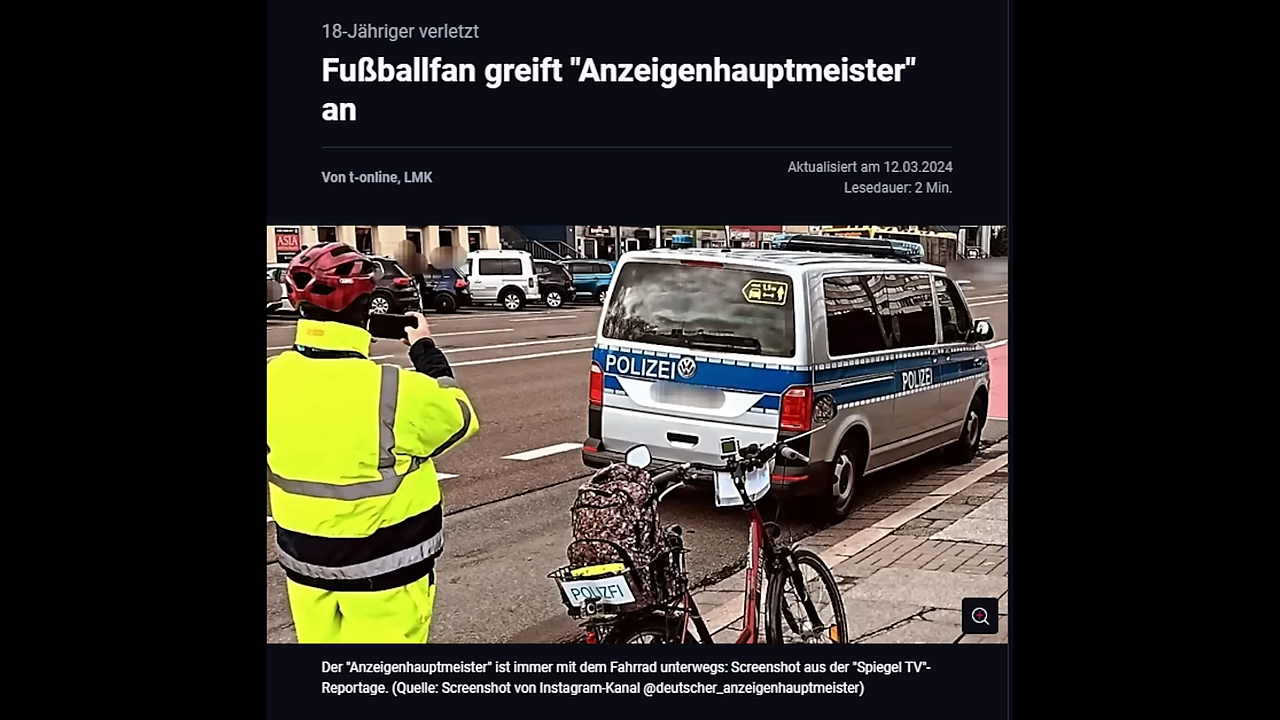 18-Jähriger verletzt
Fußballfan greift "Anzeigenhauptmeister"
an
Von t-online, LMK
Aktualisiert am 12.03.2024
Lesedauer: 2 Min.
ASIA
POLIZEI
POLIZEI
POLIZFI
Der "Anzeigenhauptmeister" ist immer mit dem Fahrrad unterwegs: Screenshot aus der "Spiegel TV"-
Reportage. (Quelle: Screenshot von Instagram-Kanal @deutscher_anzeigenhauptmeister)